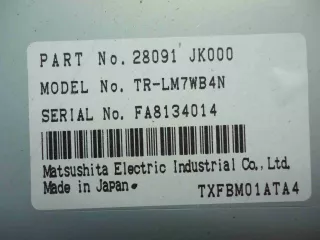 PART No. 28091 JK000
MODEL No. TR-LM7WB4N
SERIAL No. FA8134014
Matsushita Electric Industrial Co., Ltd.
Made in Japan. TXFBM01ATA4